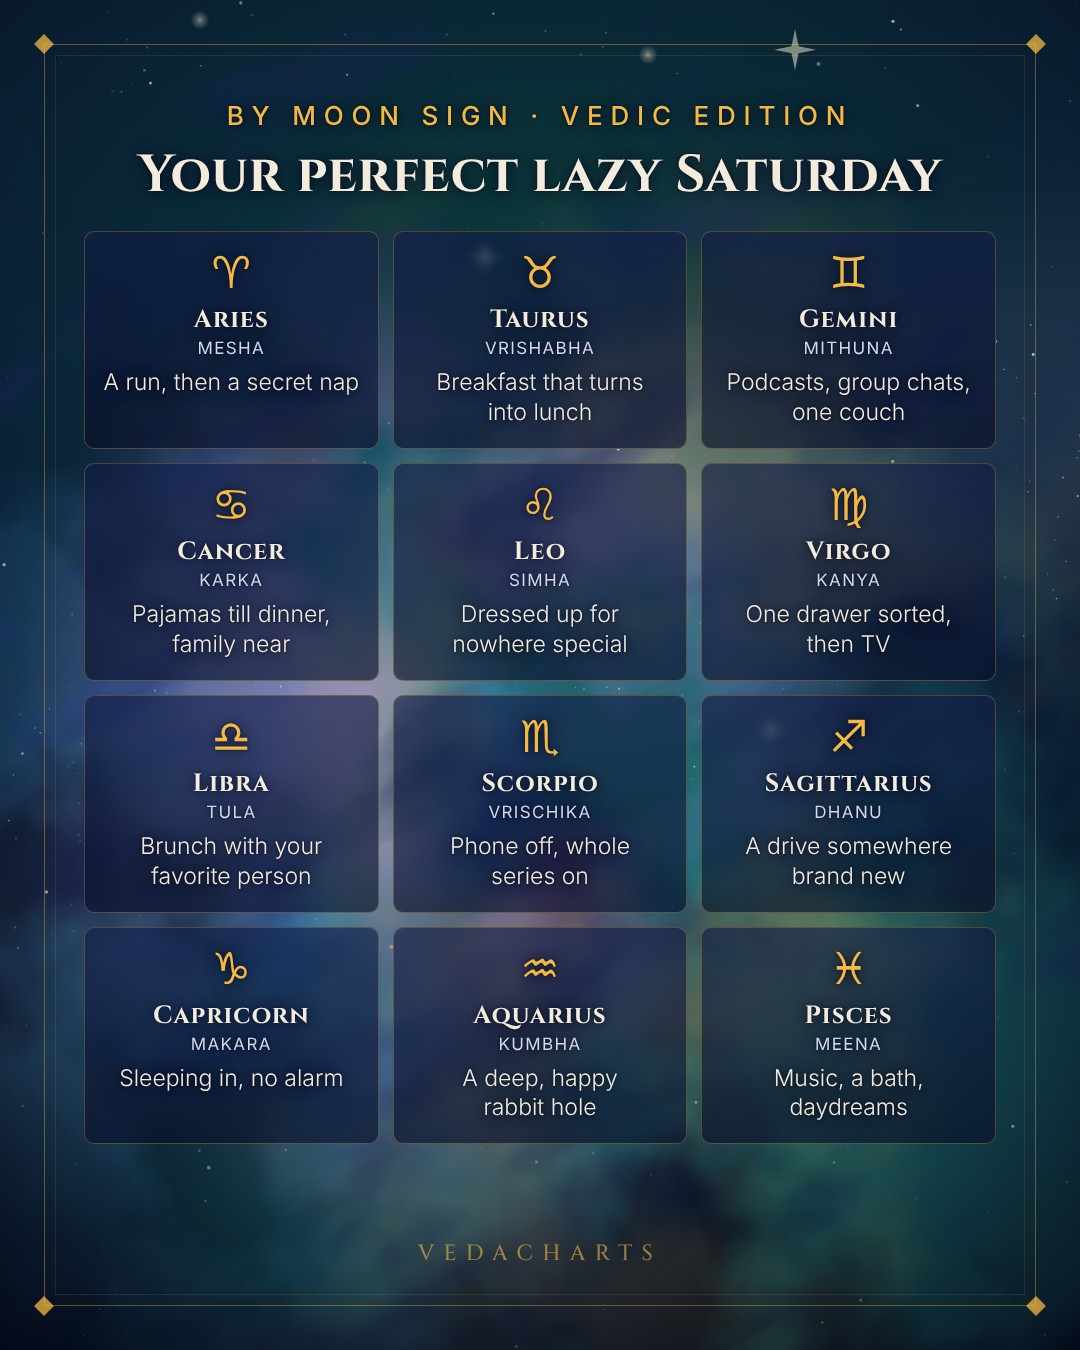 BY MOON SIGN · VEDIC EDITION
Your perfect lazy Saturday
♈
Aries
MESHA
A run, then a secret nap
♉
Taurus
VRISHABHA
Breakfast that turns
into lunch
♊
Gemini
MITHUNA
Podcasts, group chats,
one couch
♋
Cancer
KARKA
Pajamas till dinner,
family near
♌
Leo
SIMHA
Dressed up for
nowhere special
♍
Virgo
KANYA
One drawer sorted,
then TV
♎
Libra
TULA
Brunch with your
favorite person
♏
Scorpio
VRISCHIKA
Phone off, whole
series on
♐
Sagittarius
DHANU
A drive somewhere
brand new
♑
Capricorn
MAKARA
Sleeping in, no alarm
♒
Aquarius
KUMBHA
A deep, happy
rabbit hole
♓
Pisces
MEENA
Music, a bath,
daydreams
VEDACHARTS